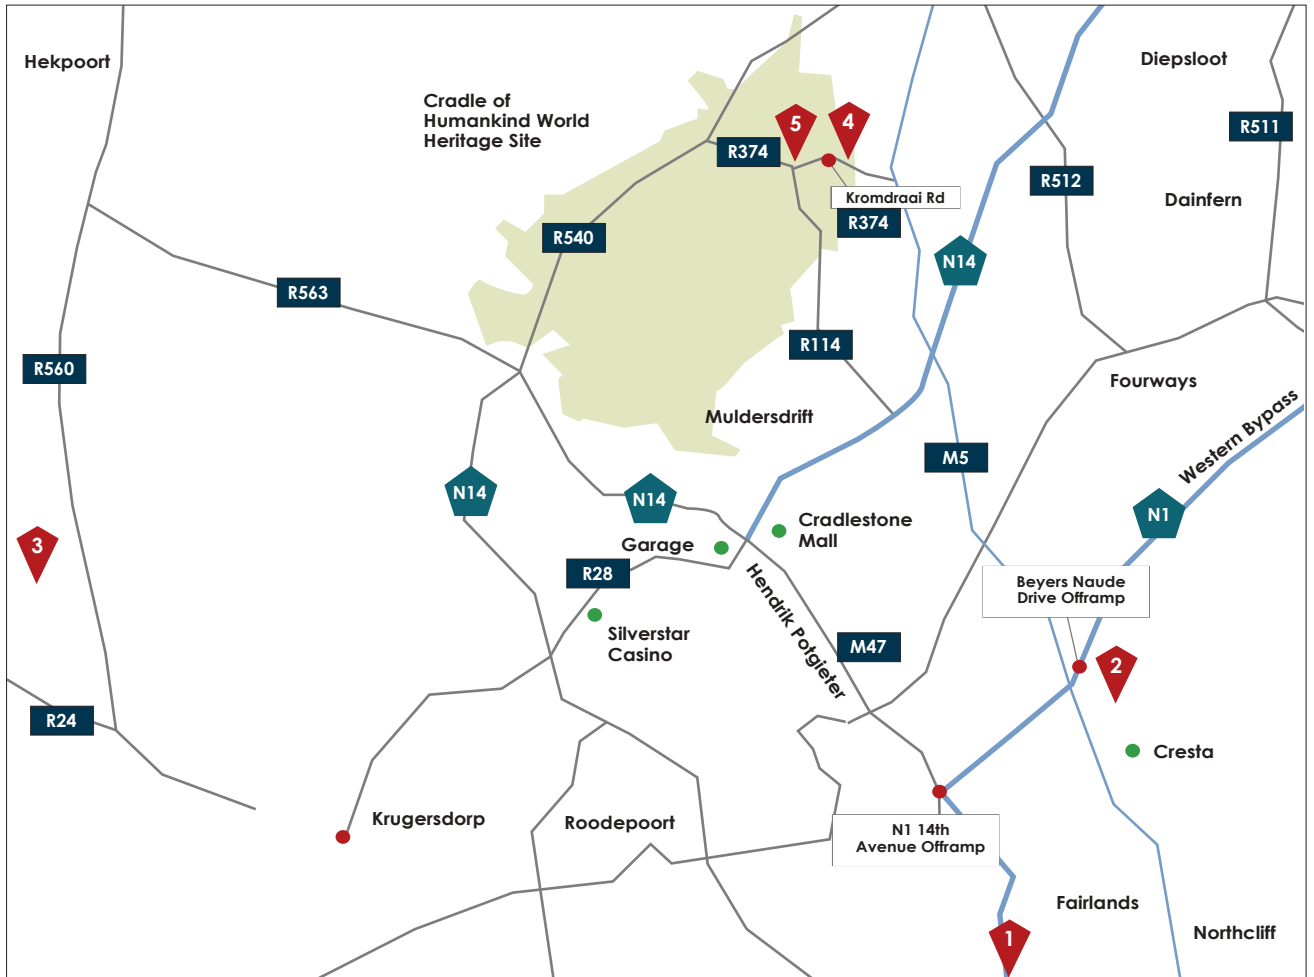 Hekpoort
Diepsloot
Cradle of
Humankind World
Heritage Site
5
4
R511
R374
R512
Kromdraai Rd
Dainfern
R374
R540
N14
R563
R114
R560
Fourways
Muldersdrift
Western Bypass
M5
N14
N14
N1
Cradlestone
Mall
Garage
3
R28
Hendrik Potgieter
Beyers Naude
Drive Offramp
Silverstar
Casino
M47
2
R24
Cresta
Krugersdorp
Roodepoort
N1 14th
Avenue Offramp
Fairlands
Northcliff
1